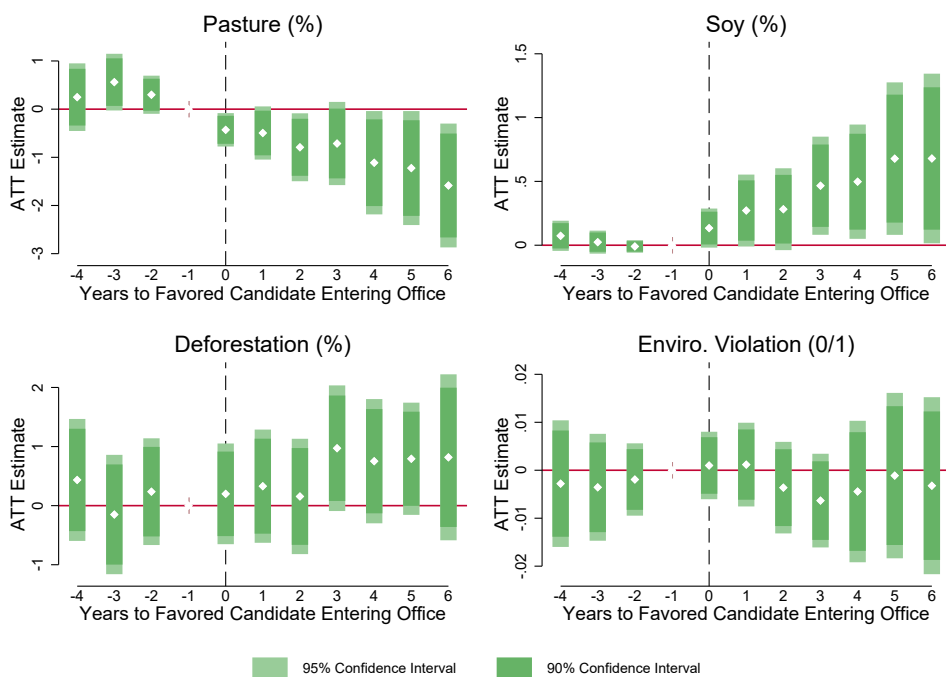 Pasture (%)
ATT Estimate
1
0
-1
-2
-3
-4 -3 -2 -1 0 1 2 3 4 5 6
Years to Favored Candidate Entering Office
Soy (%)
ATT Estimate
1.5
1
.5
0
-4 -3 -2 -1 0 1 2 3 4 5 6
Years to Favored Candidate Entering Office
Deforestation (%)
ATT Estimate
2
1
0
-1
-4 -3 -2 -1 0 1 2 3 4 5 6
Years to Favored Candidate Entering Office
Enviro. Violation (0/1)
ATT Estimate
.02
.01
0
-.01
-.02
-4 -3 -2 -1 0 1 2 3 4 5 6
Years to Favored Candidate Entering Office
95% Confidence Interval
90% Confidence Interval